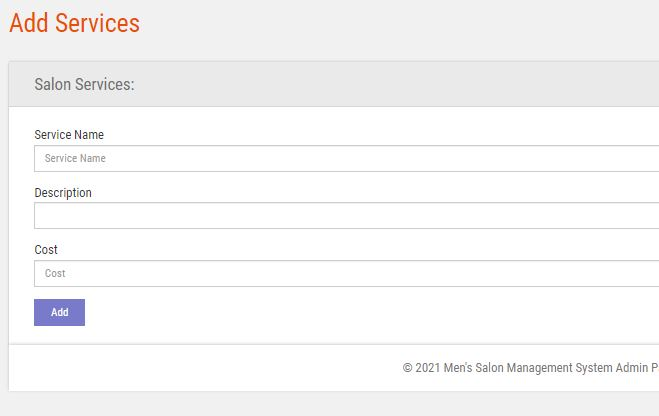 Add Services
Salon Services:
Service Name
Service Name
Description
Cost
Cost
Add
© 2021 Men's Salon Management System Admin P